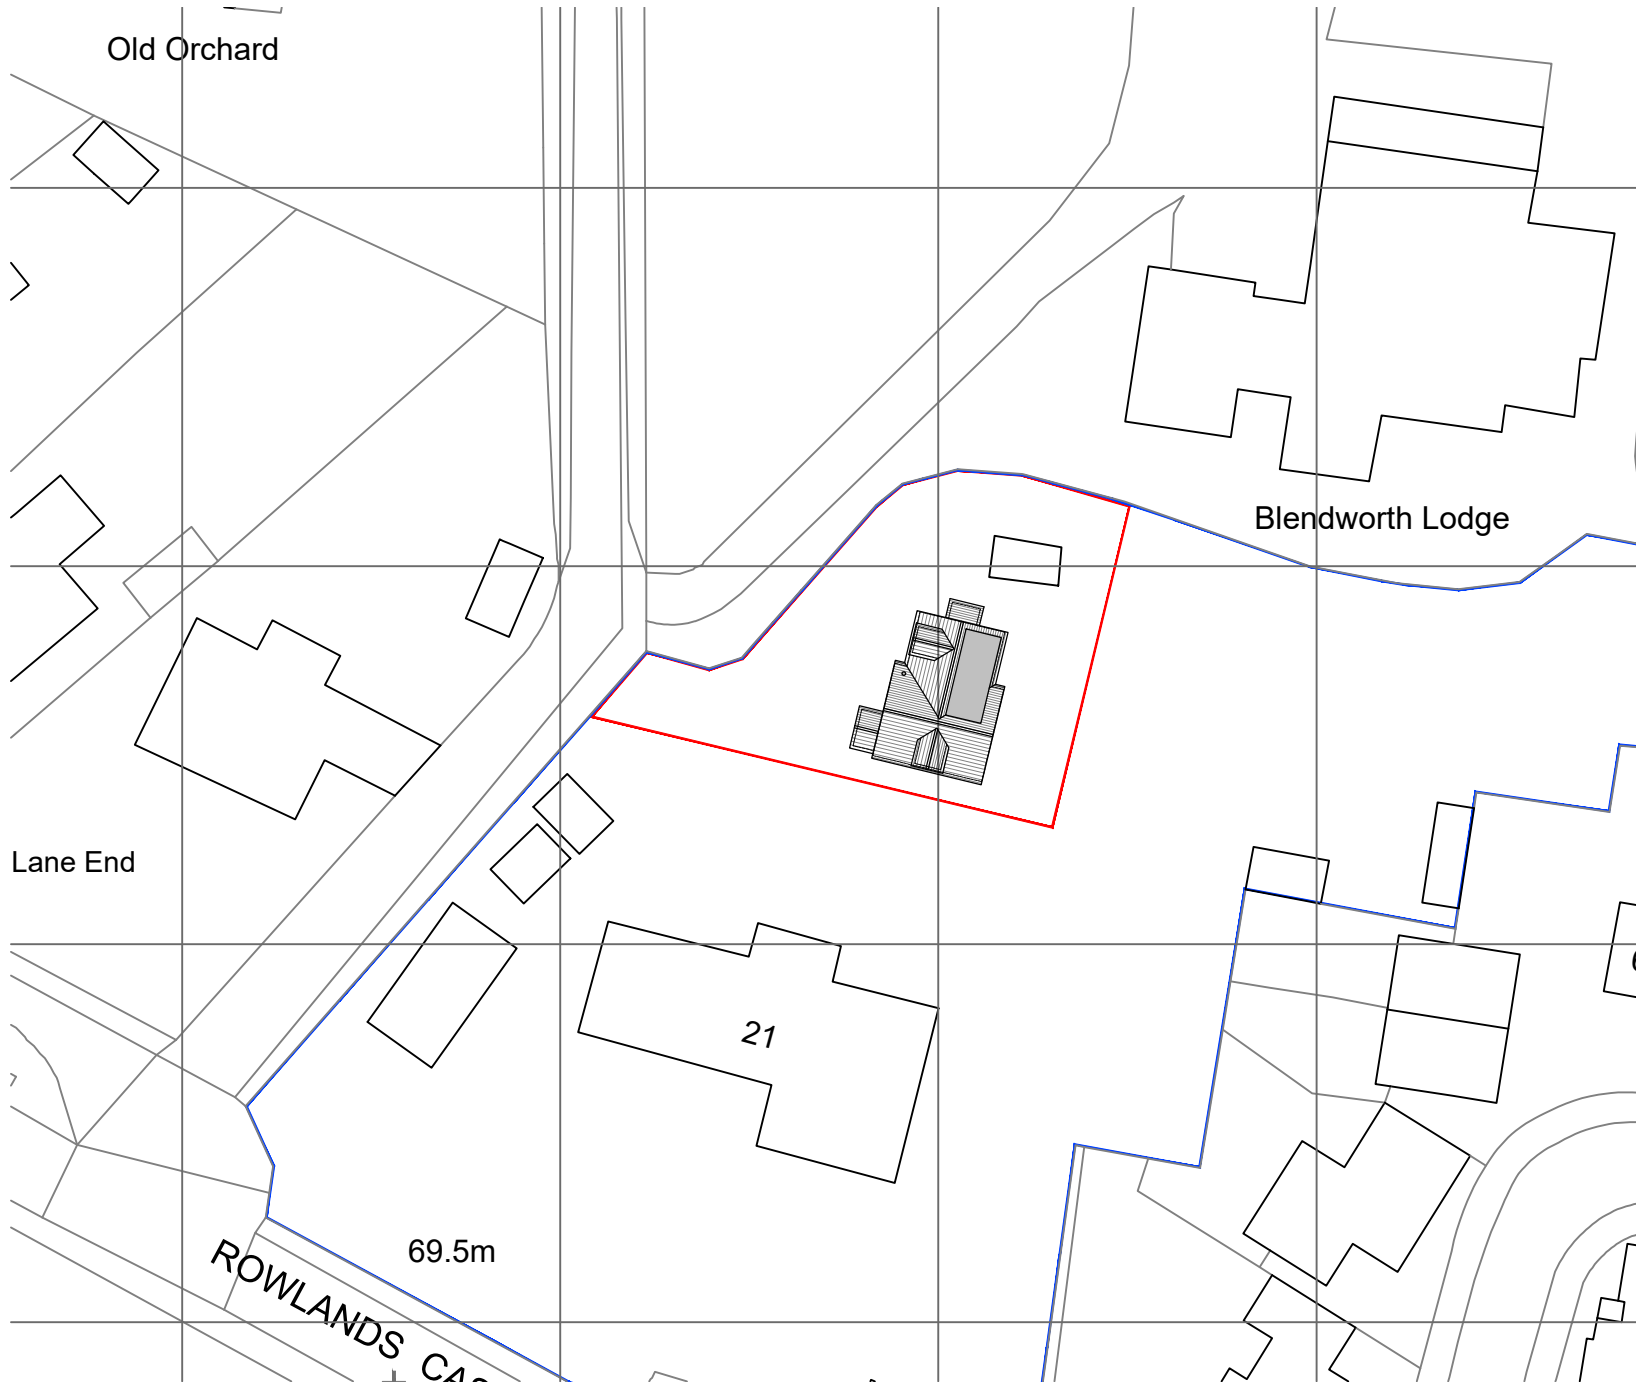 Old Orchard
Blendworth Lodge
Lane End
21
69.5m
ROWLANDS